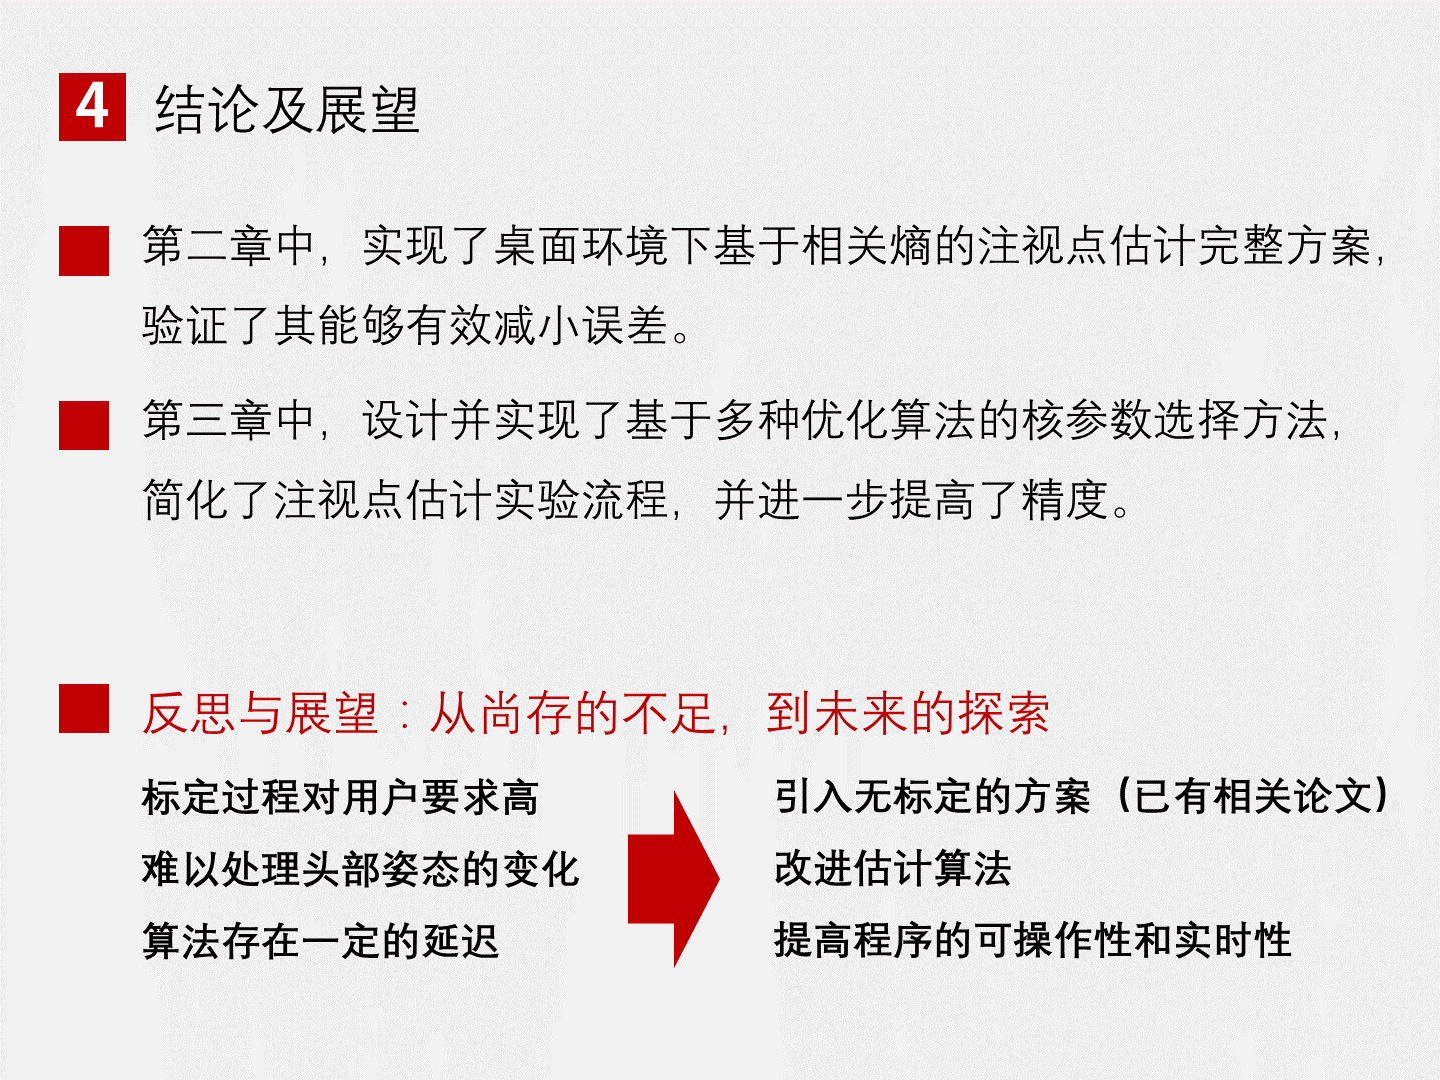 4 结论及展望
第二章中，实现了桌面环境下基于相关熵的注视点估计完整方案，
验证了其能够有效减小误差。
第三章中，设计并实现了基于多种优化算法的核参数选择方法，
简化了注视点估计实验流程，并进一步提高了精度。
反思与展望：从尚存的不足，到未来的探索
标定过程对用户要求高
难以处理头部姿态的变化
算法存在一定的延迟
引入无标定的方案（已有相关论文）
改进估计算法
提高程序的可操作性和实时性